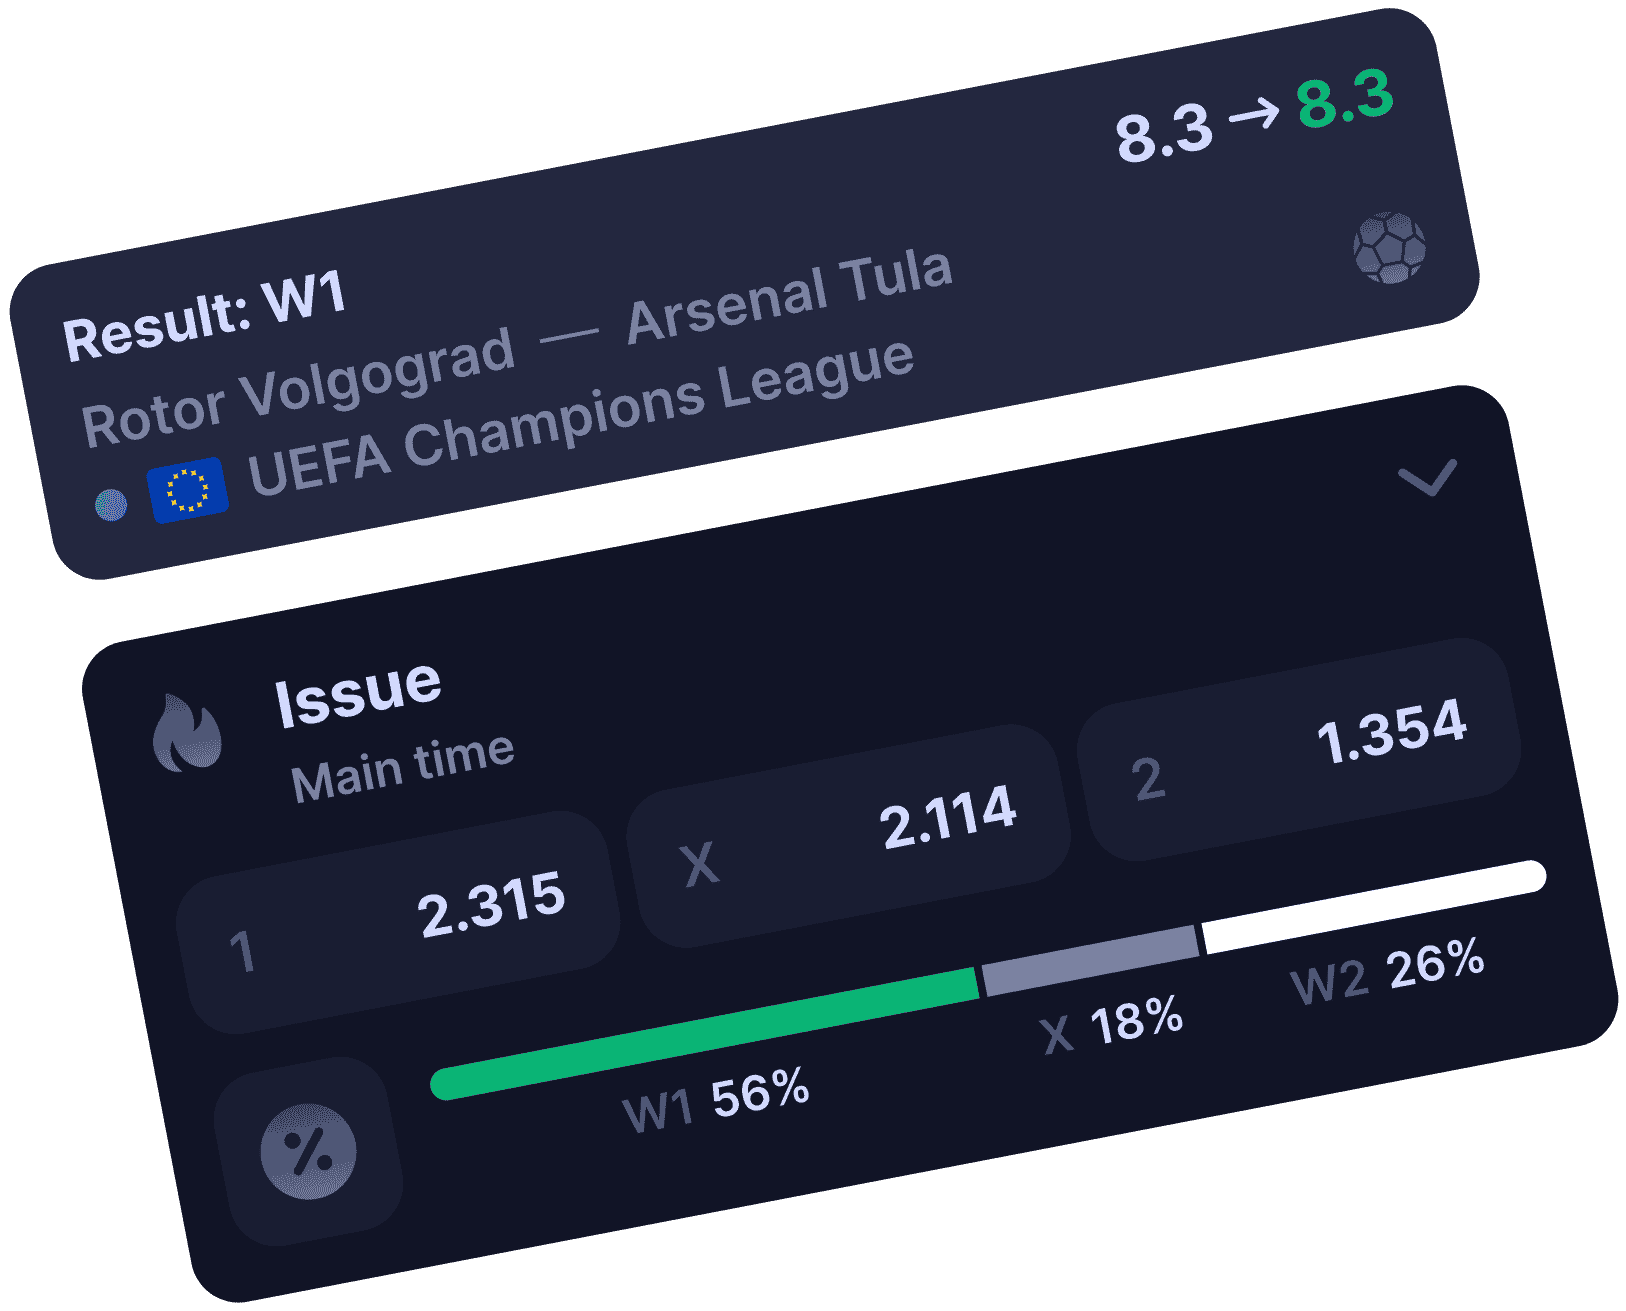 8.3 → 8.3
Result: W1
Rotor Volgograd — Arsenal Tula
UEFA Champions League
Issue
Main time
1 2.315
X 2.114
2 1.354
W1 56%
X 18%
W2 26%